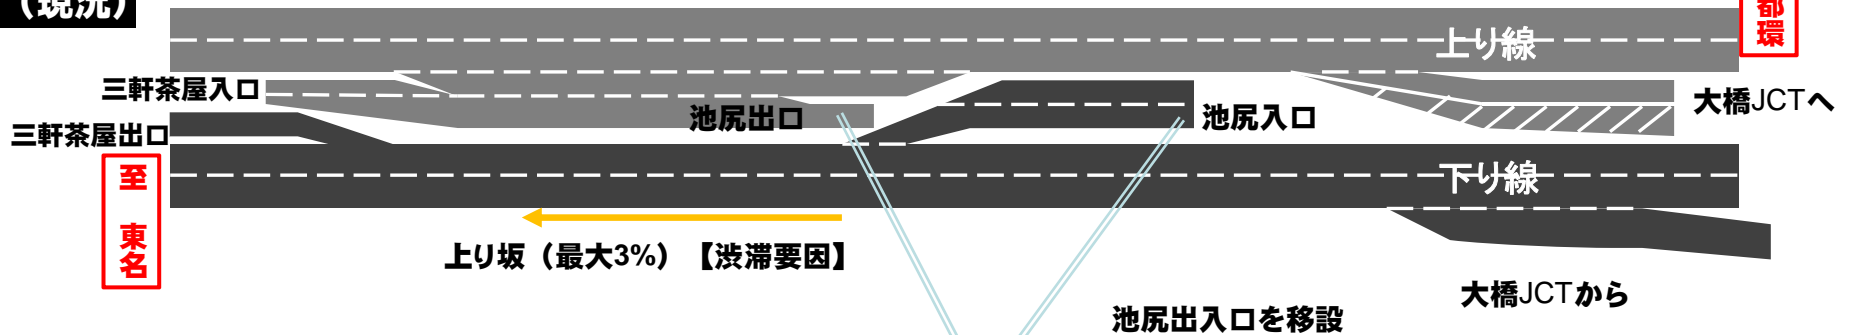 （現況）
都環
上り線
三軒茶屋入口
池尻出口
池尻入口
大橋JCTへ
三軒茶屋出口
至 東名
下り線
上り坂（最大3%）【渋滞要因】
大橋JCTから
池尻出入口を移設